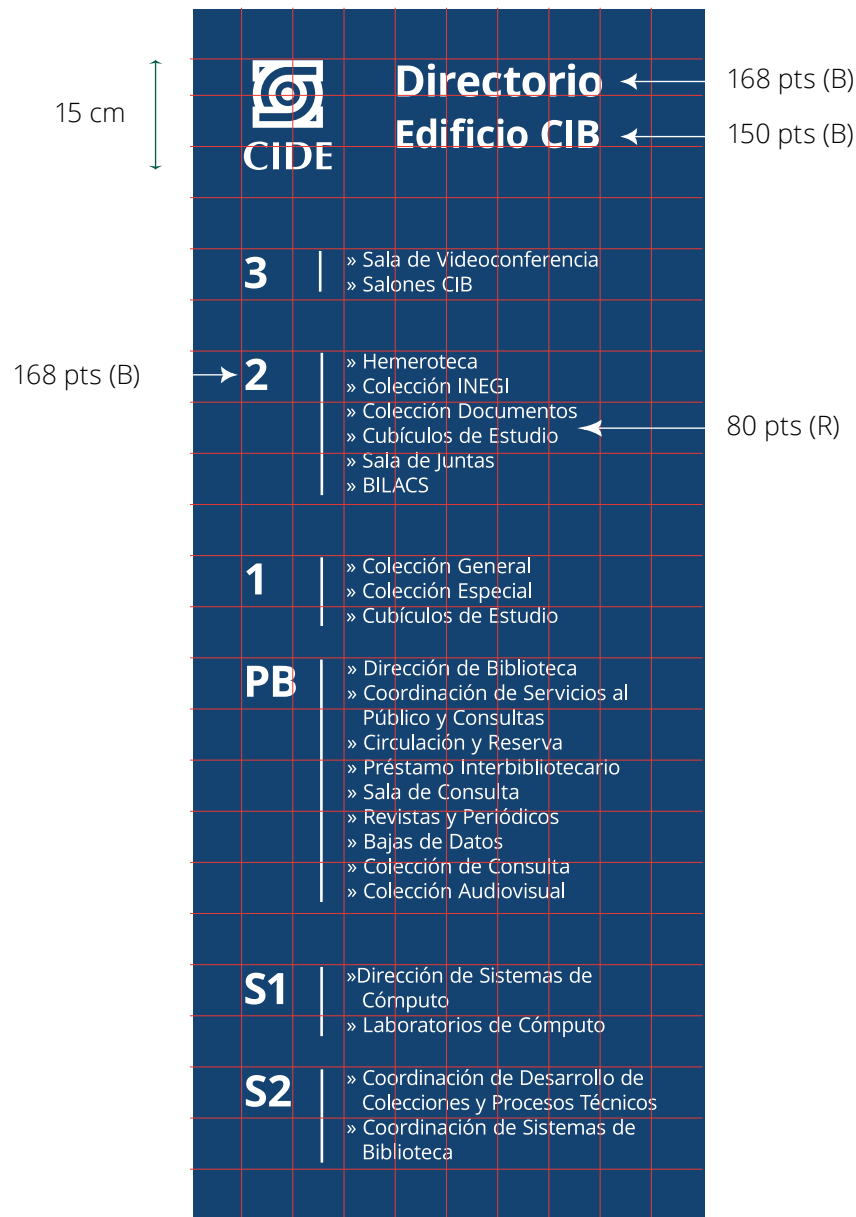 Directorio
168 pts (B)
15 cm
Edificio CIB
150 pts (B)
CIDE
3
» Sala de Videoconferencia
» Salones CIB
168 pts (B)
2
» Hemeroteca
» Colección INEGI
» Colección Documentos
» Cubículos de Estudio
80 pts (R)
» Sala de Juntas
» BILACS
1
» Colección General
» Colección Especial
» Cubículos de Estudio
PB
» Dirección de Biblioteca
» Coordinación de Servicios al
Público y Consultas
» Circulación y Reserva
» Préstamo Interbibliotecario
» Sala de Consulta
» Revistas y Periódicos
» Bajas de Datos
» Colección de Consulta
» Colección Audiovisual
S1
»Dirección de Sistemas de
Cómputo
» Laboratorios de Cómputo
S2
» Coordinación de Desarrollo de
Colecciones y Procesos Técnicos
» Coordinación de Sistemas de
Biblioteca